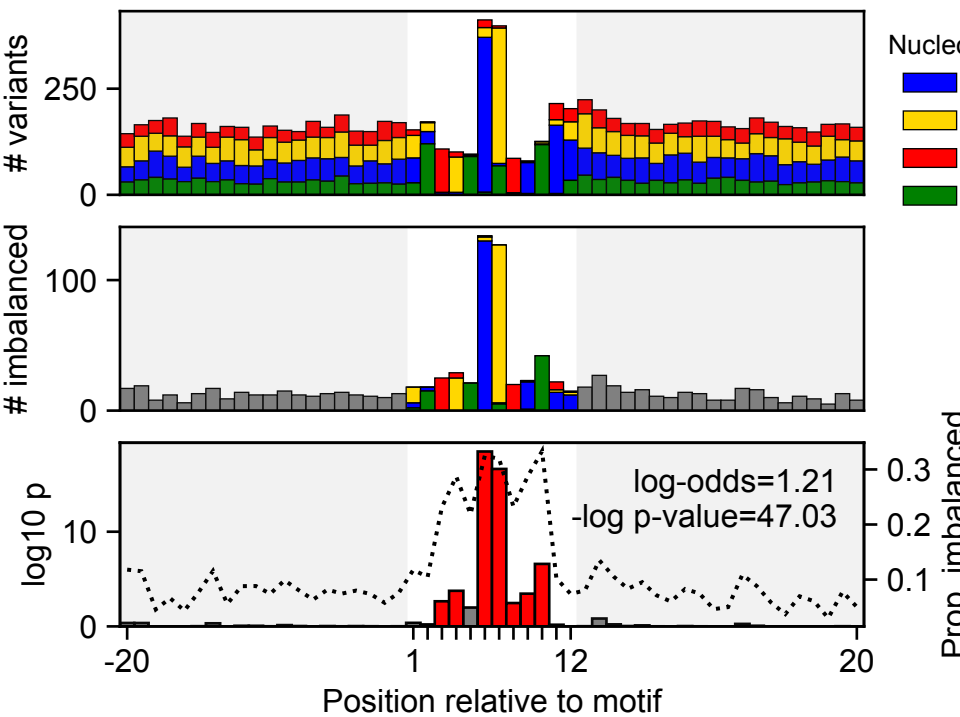 # variants
250
0
Nucleo
# imbalanced
100
0
log10 p
10
0
log-odds=1.21
-log p-value=47.03
0.3
0.2
0.1
Prop. imbalanced
-20
1
12
20
Position relative to motif